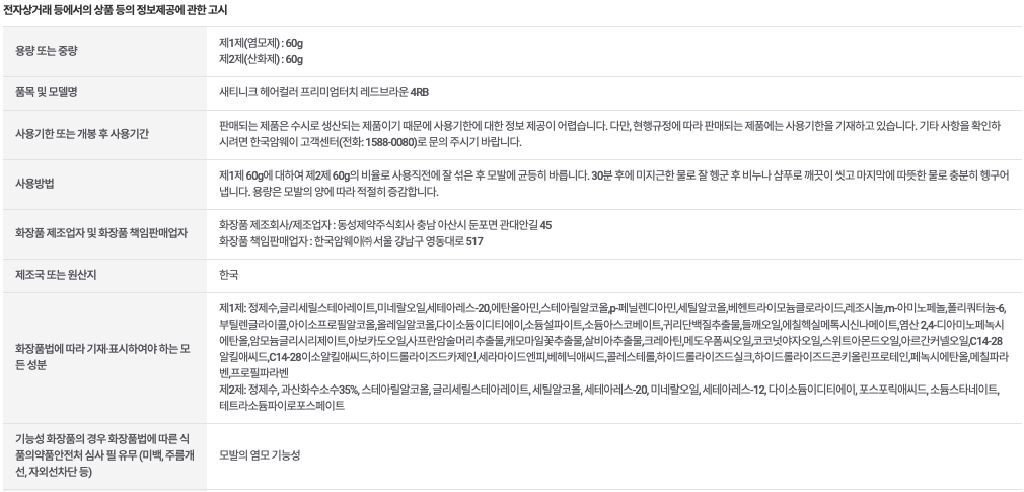 전자상거래 등에서의 상품 등의 정보제공에 관한 고시
용량 또는 중량
제1제(염모제) : 60g
제2제(산화제) : 60g
품목 및 모델명
새티니크 헤어컬러 프리미엄터치 레드브라운 4RB
사용기한 또는 개봉 후 사용기간
판매되는 제품은 수시로 생산되는 제품이기 때문에 사용기한에 대한 정보 제공이 어렵습니다. 다만, 현행규정에 따라 판매되는 제품에는 사용기한을 기재하고 있습니다. 기타 사항을 확인하
시려면 한국암웨이 고객센터(전화: 1588-0080)로 문의 주시기 바랍니다.
사용방법
제1제 60g에 대하여 제2제 60g의 비율로 사용직전에 잘 섞은 후 모발에 균등히 바릅니다. 30분 후에 미지근한 물로 잘 헹군 후 비누나 샴푸로 깨끗이 씻고 마지막에 따뜻한 물로 충분히 헹구어
냅니다. 용량은 모발의 양에 따라 적절히 증감합니다.
화장품 제조업자 및 화장품 책임판매업자
화장품 제조회사/제조업자 : 동성제약주식회사 충남 아산시 둔포면 관대안길 45
화장품 책임판매업자 : 한국암웨이㈜ 서울 강남구 영동대로 517
제조국 또는 원산지
한국
화장품법에 따라 기재·표시하여야 하는 모
든 성분
제1제: 정제수,글리세릴스테아레이트,미네랄오일,세테아레스-20,에탄올아민,스테아릴알코올,p-페닐렌디아민,세틸알코올,베헨트라이모늄클로라이드,레조시놀,m-아미노페놀,폴리쿼터늄-6,
부틸렌글라이콜,아이소프로필알코올,올레일알코올,다이소듐이디티에이,소듐설파이트,소듐아스코베이트,귀리단백질추출물,들깨오일,에칠헥실메톡시신나메이트,염산 2,4-디아미노페녹시
에탄올,암모늄글리시리제이트,아보카도오일,사프란암술머리추출물,캐모마일꽃추출물,살비아추출물,크레아틴,메도우폼씨오일,코코넛야자오일,스위트아몬드오일,아르간커넬오일,C14-28
알킬애씨드,C14-28이소알킬애씨드,하이드롤라이즈드카제인,세라마이드엔피,베헤닉애씨드,콜레스테롤,하이드롤라이즈드실크,하이드롤라이즈드콘키올린프로테인,페녹시에탄올,메칠파라
벤,프로필파라벤
제2제: 정제수, 과산화수소수35%, 스테아릴알코올, 글리세릴스테아레이트, 세틸알코올, 세테아레스-20, 미네랄오일, 세테아레스-12, 다이소듐이디티에이, 포스포릭애씨드, 소듐스타네이트,
테트라소듐파이로포스페이트
기능성 화장품의 경우 화장품법에 따른 식
품의약품안전처 심사 필 유무 (미백, 주름개
선, 자외선차단 등)
모발의 염모 기능성